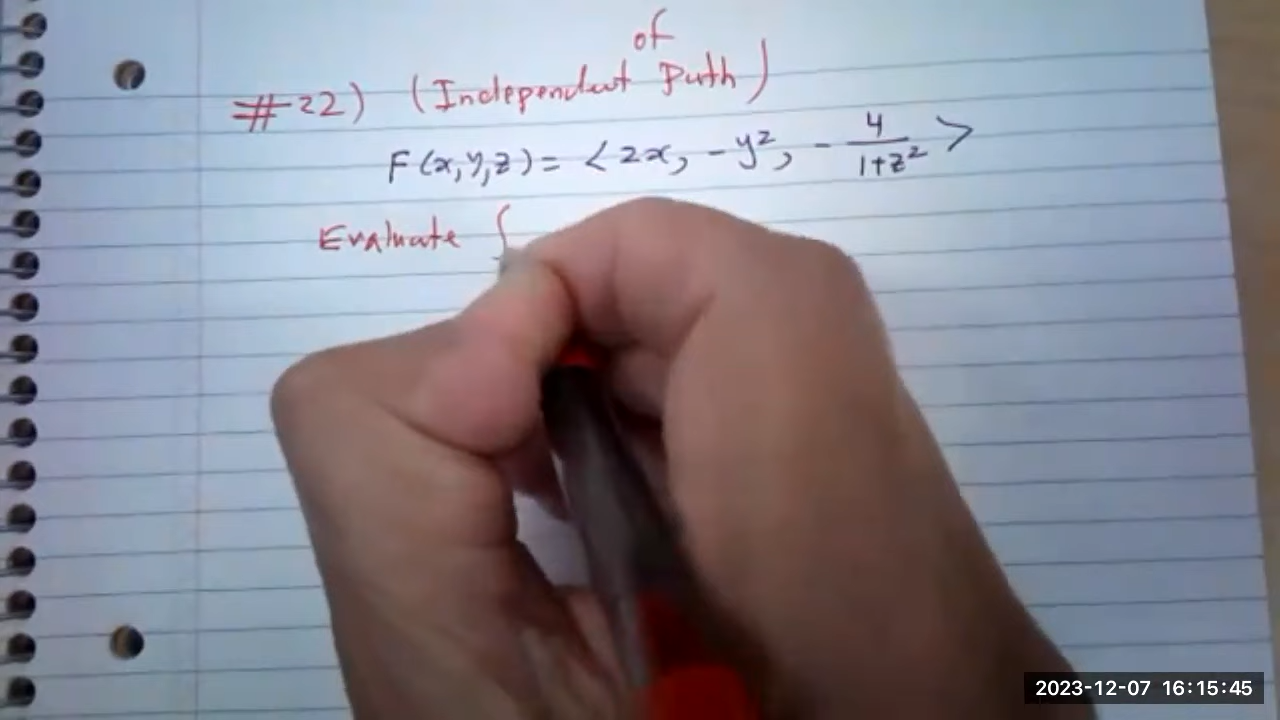 of
#22) (Independent Path)
F(x,y,z) = <2x, -y², -4/(1+z²)>
Evaluate ∫
2023-12-07 16:15:45